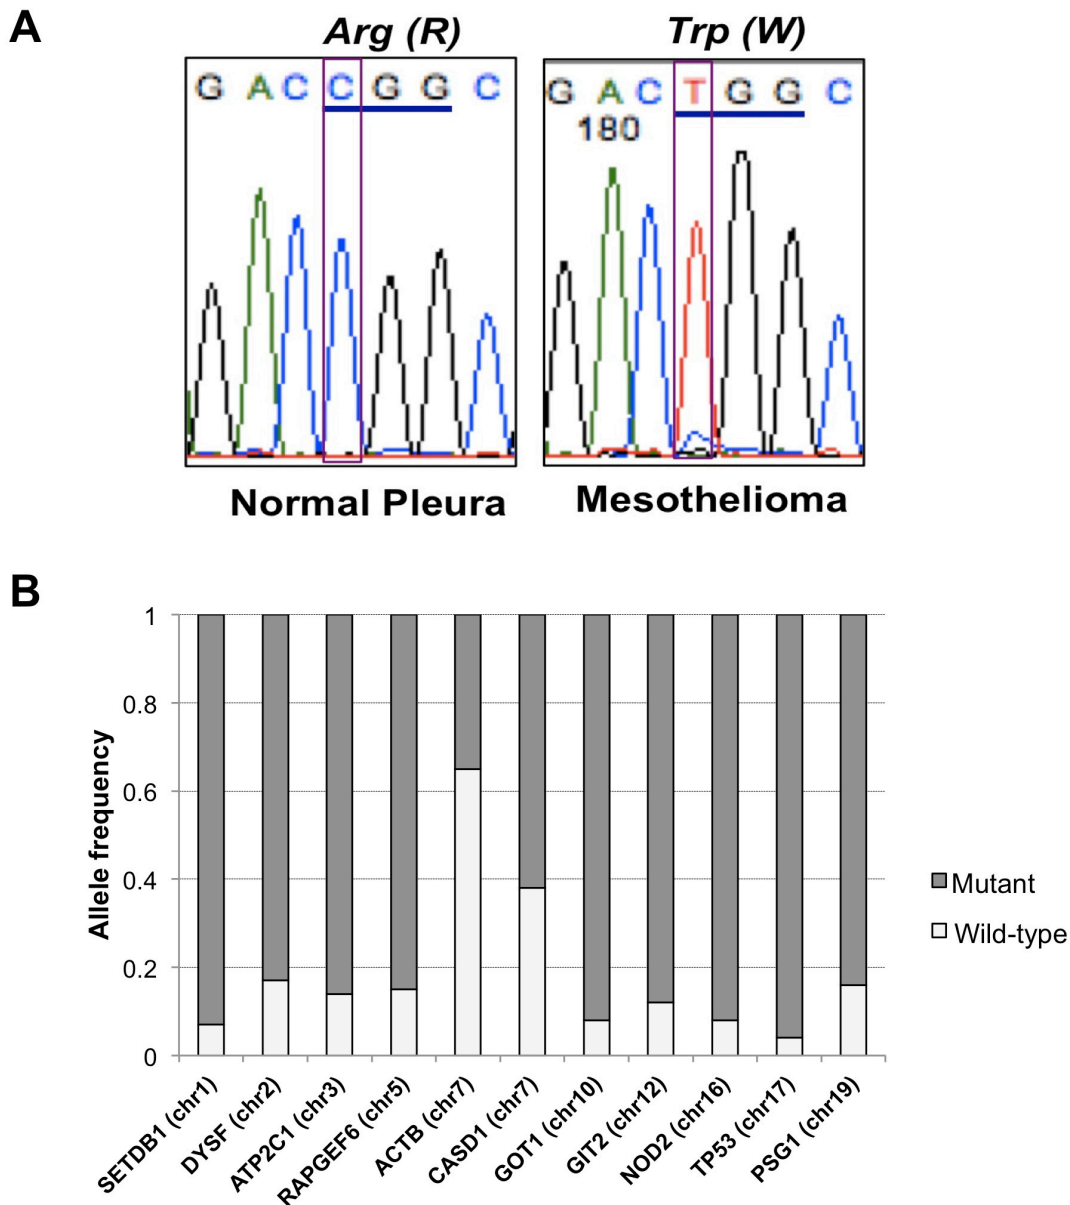 A
Arg (R)
Trp (W)
G A C C G G C
G A C T G G C
180
Normal Pleura
Mesothelioma
B
1
0.8
0.6
0.4
0.2
0
Allele frequency
Mutant
Wild-type
SETDB1 (chr1)
DYSF (chr2)
ATP2C1 (chr3)
RAPGEF6 (chr5)
ACTB (chr7)
CASD1 (chr7)
GOT1 (chr10)
GIT2 (chr12)
NOD2 (chr16)
TP53 (chr17)
PSG1 (chr19)